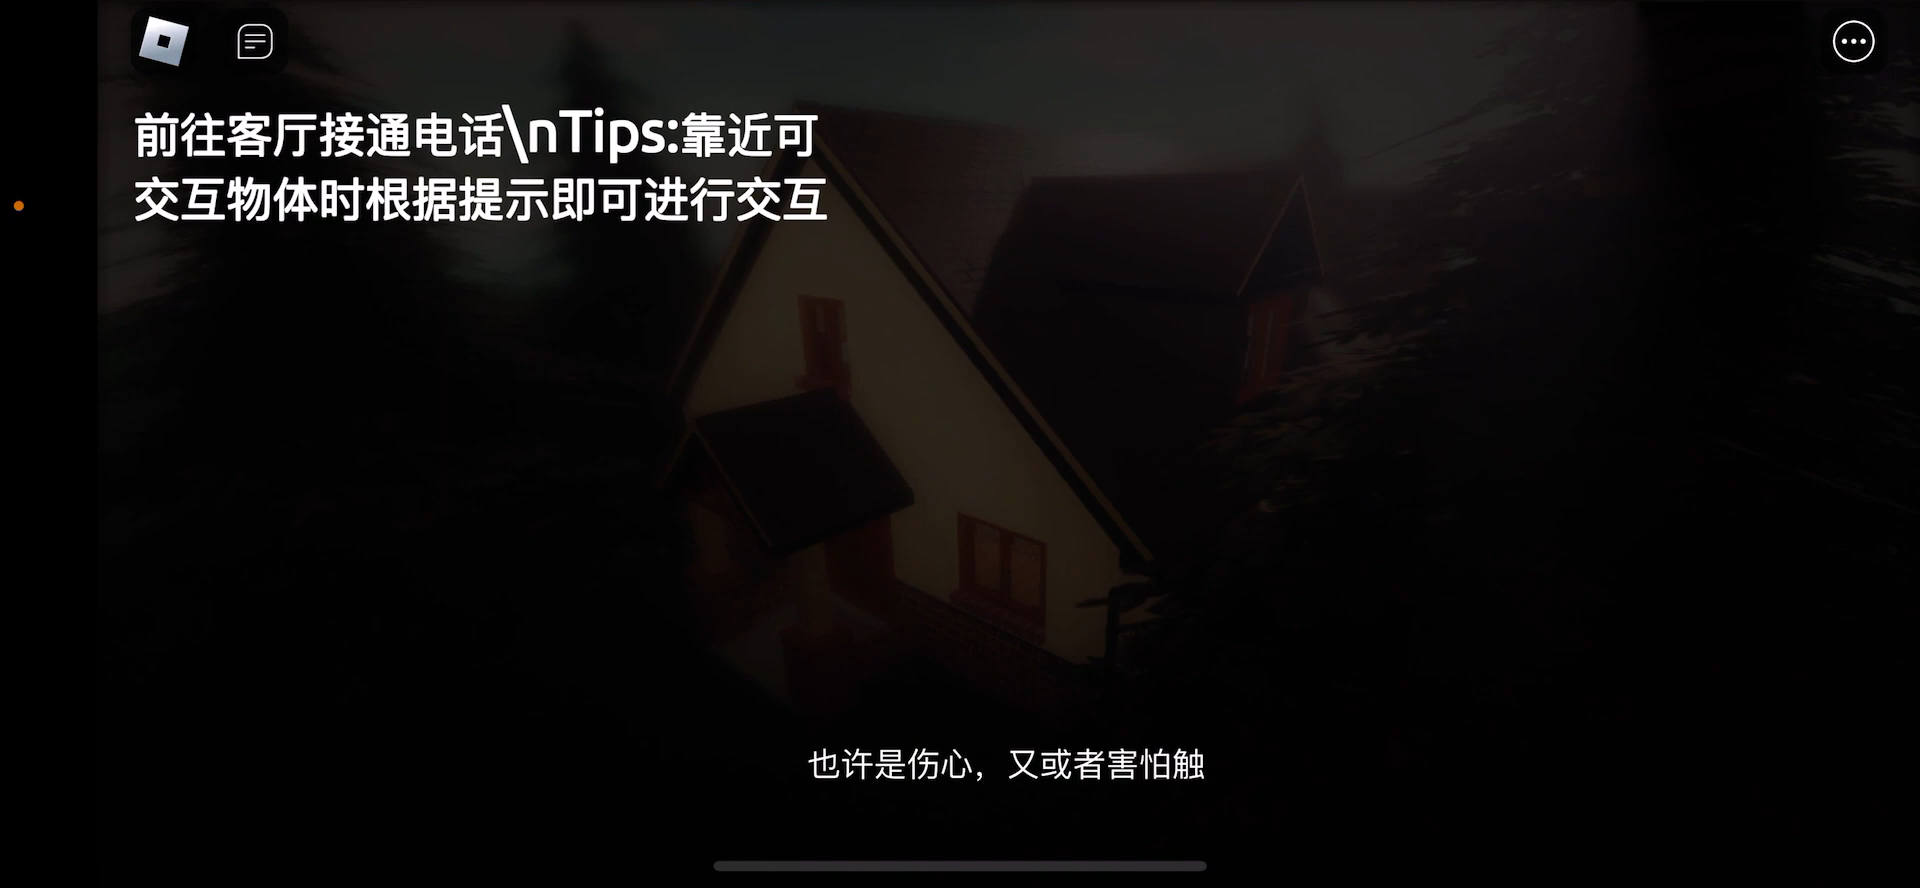 前往客厅接通电话\nTips:靠近可
交互物体时根据提示即可进行交互
也许是伤心，又或者害怕触